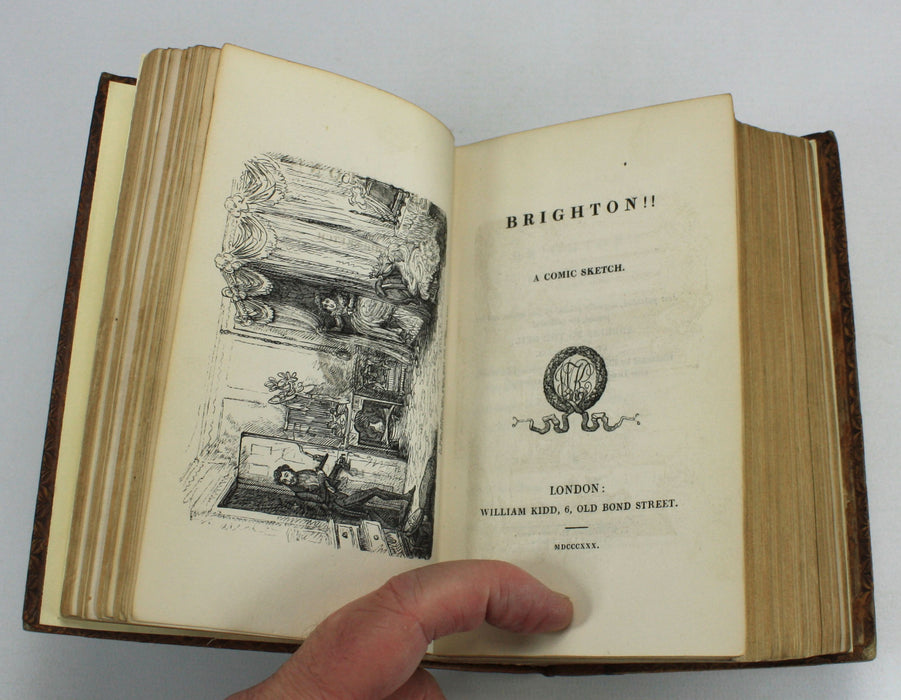 BRIGHTON!!
A COMIC SKETCH.
LONDON:
WILLIAM KIDD, 6, OLD BOND STREET.
MDCCCXXX.